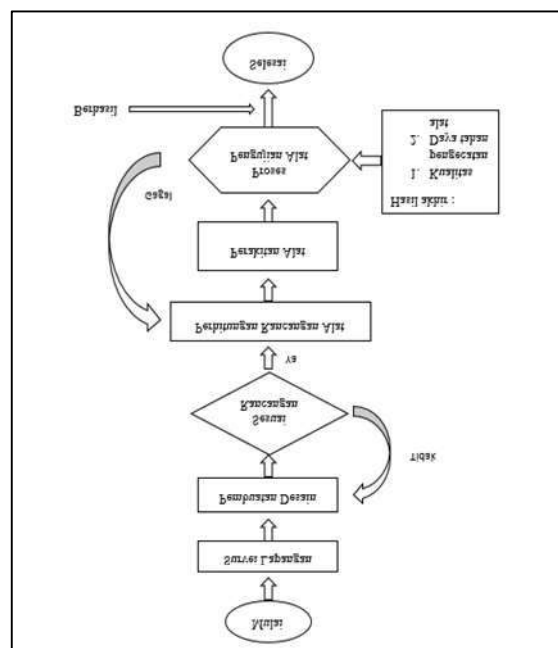 Mulai
Survei Lapangan
Pembuatan Desain
Tidak
Sesuai
Rancangan
Ya
Perhitungan Rancangan Alat
Perakitan Alat
Gagal
Proses
Pengujian Alat
Hasil akhir :
1. Kualitas
pengecatan
2. Daya tahan
alat
Berhasil
Selesai